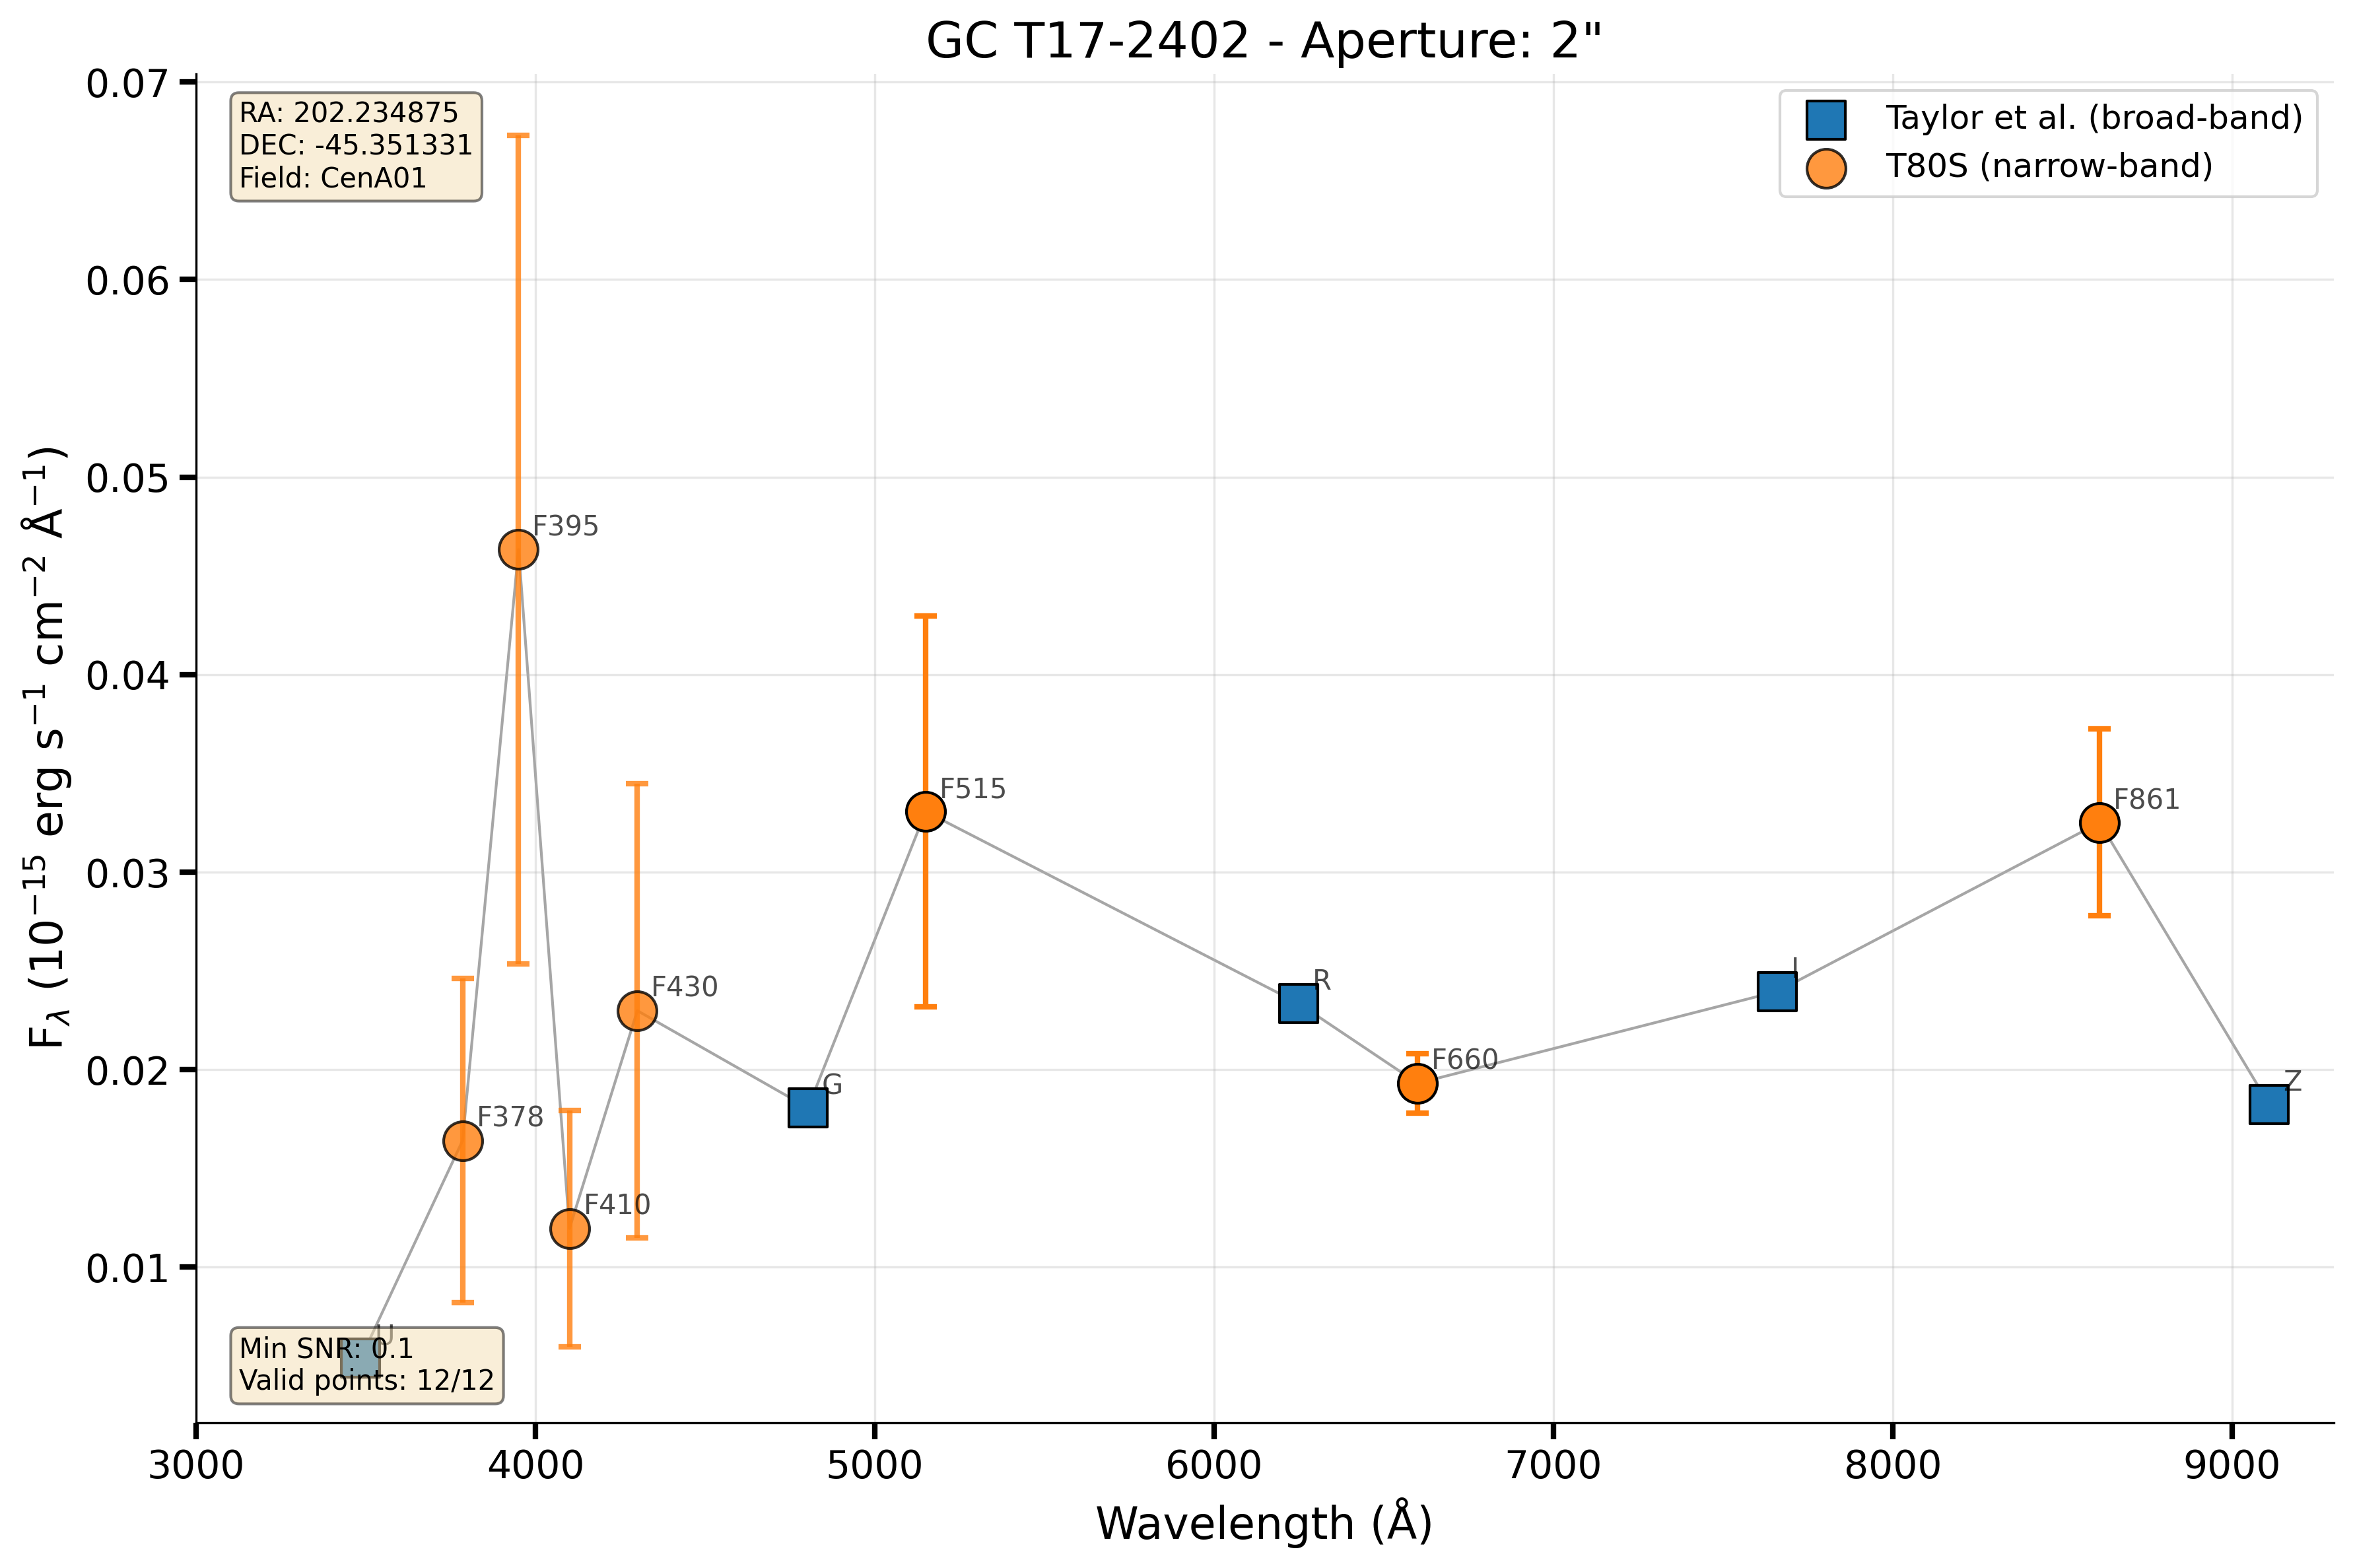 GC T17-2402 - Aperture: 2"
RA: 202.234875
DEC: -45.351331
Field: CenA01
Taylor et al. (broad-band)
T80S (narrow-band)
0.07
0.06
0.05
0.04
0.03
0.02
0.01
F_λ (10⁻¹⁵ erg s⁻¹ cm⁻² Å⁻¹)
F395
F515
F861
F430
R
I
F660
G
Z
F378
F410
U
Min SNR: 0.1
Valid points: 12/12
3000 4000 5000 6000 7000 8000 9000
Wavelength (Å)